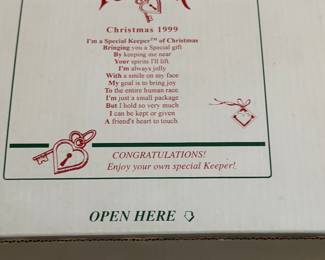 Christmas 1999
I'm a Special Keeper™ of Christmas
Bringing you a Special gift
By keeping me near
Your spirits I'll lift
I'm always jolly
With a smile on my face
My goal is to bring joy
To the entire human race
I'm just a small package
But I hold so very much
I can be kept or given
A friend's heart to touch
CONGRATULATIONS!
Enjoy your own special Keeper!
OPEN HERE